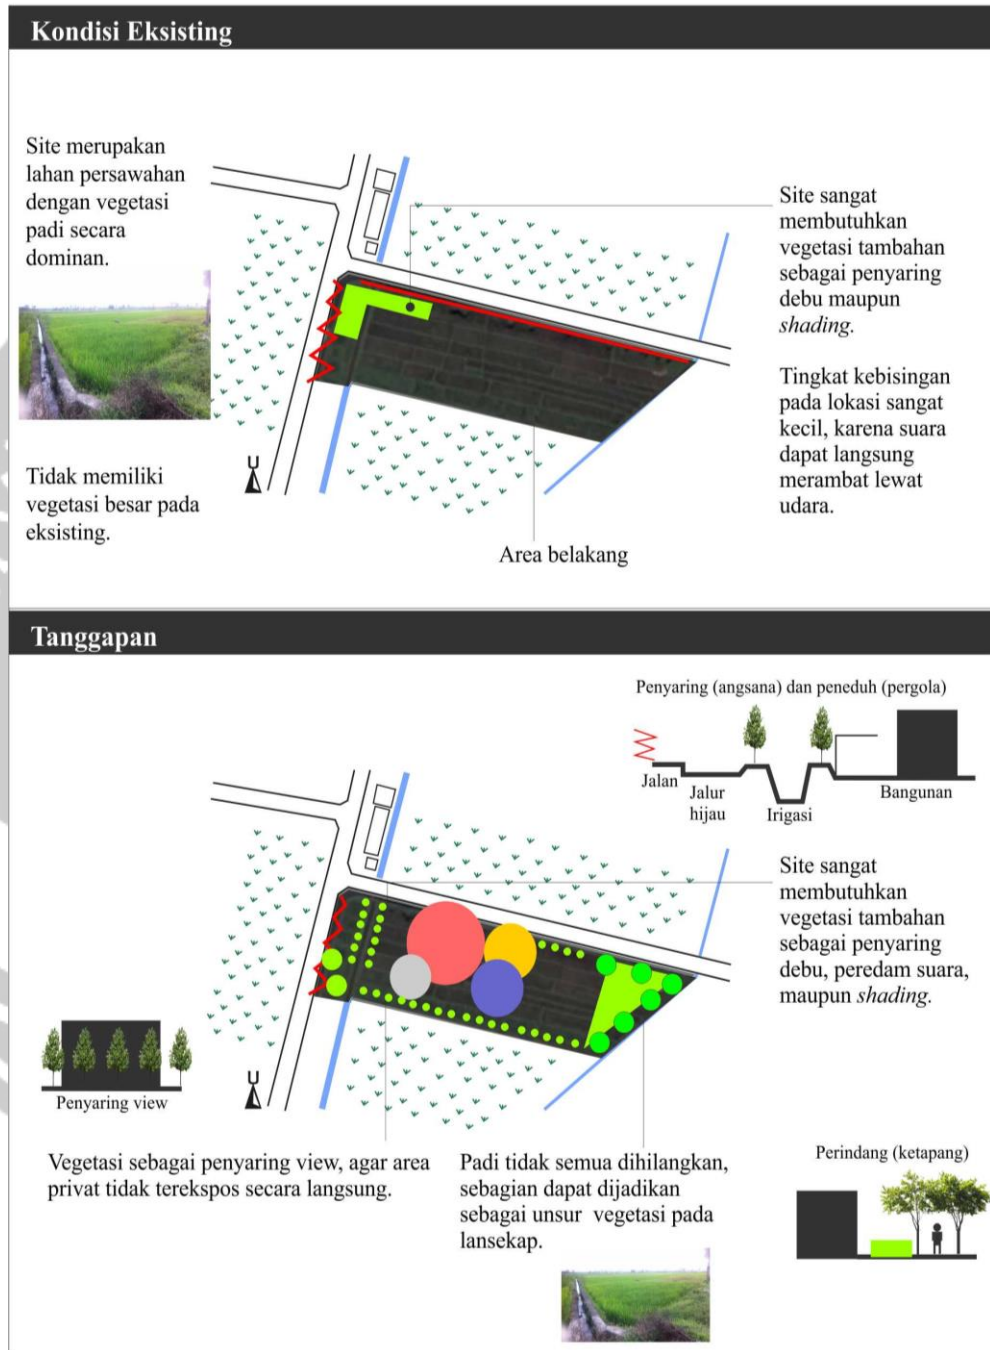 Kondisi Eksisting
Site merupakan
lahan persawahan
dengan vegetasi
padi secara
dominan.
Tidak memiliki
vegetasi besar pada
eksisting.
U
Area belakang
Site sangat
membutuhkan
vegetasi tambahan
sebagai penyaring
debu maupun
shading.
Tingkat kebisingan
pada lokasi sangat
kecil, karena suara
dapat langsung
merambat lewat
udara.
Tanggapan
Penyaring (angsana) dan peneduh (pergola)
Jalan
Jalur
hijau
Irigasi
Bangunan
Site sangat
membutuhkan
vegetasi tambahan
sebagai penyaring
debu, peredam suara,
maupun shading.
Penyaring view
U
Vegetasi sebagai penyaring view, agar area
privat tidak terekspos secara langsung.
Padi tidak semua dihilangkan,
sebagian dapat dijadikan
sebagai unsur vegetasi pada
lansekap.
Perindang (ketapang)